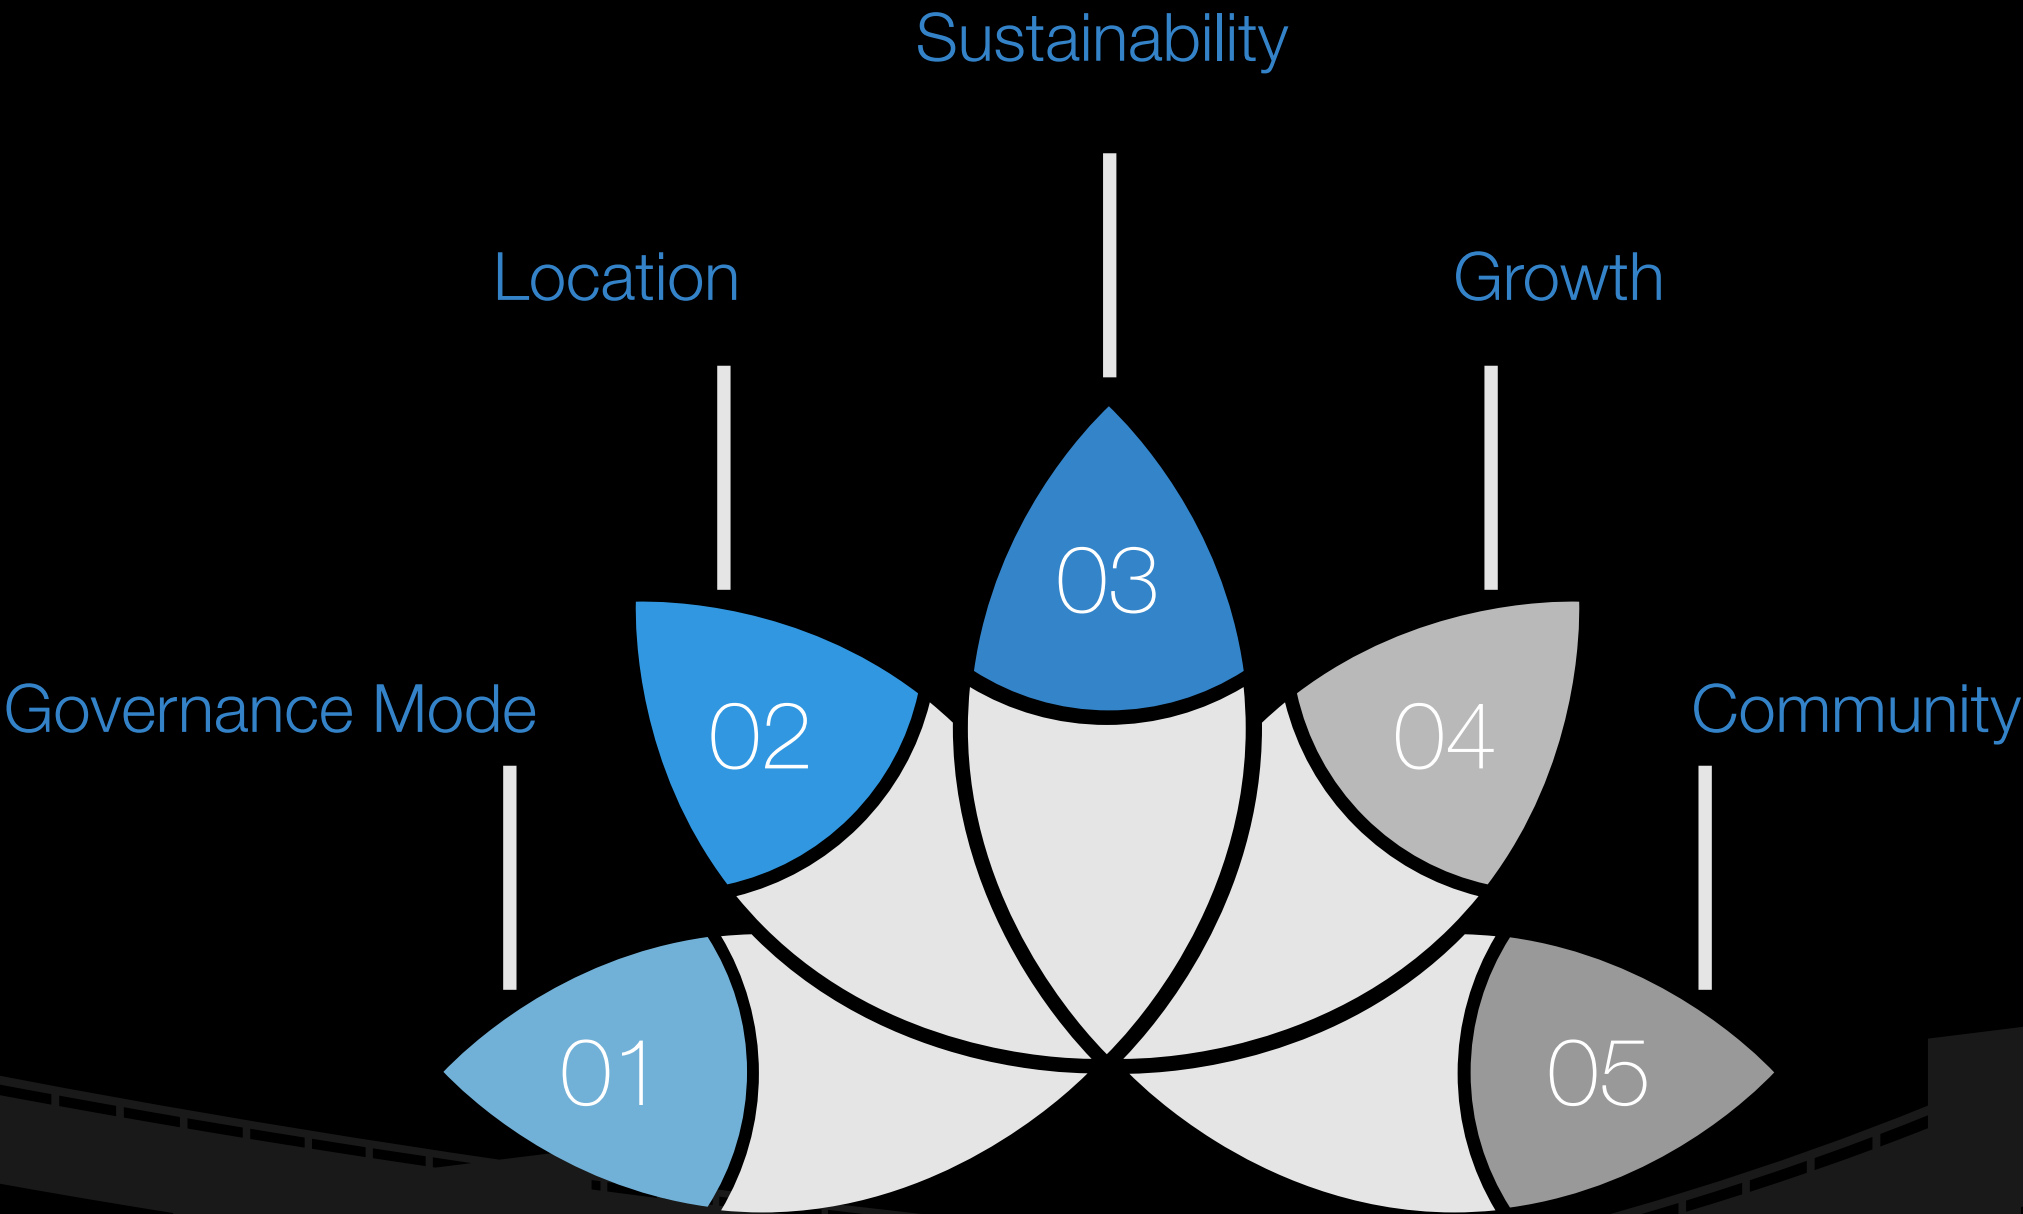 Sustainability
Location
Growth
03
Governance Mode
02
04
Community
01
05